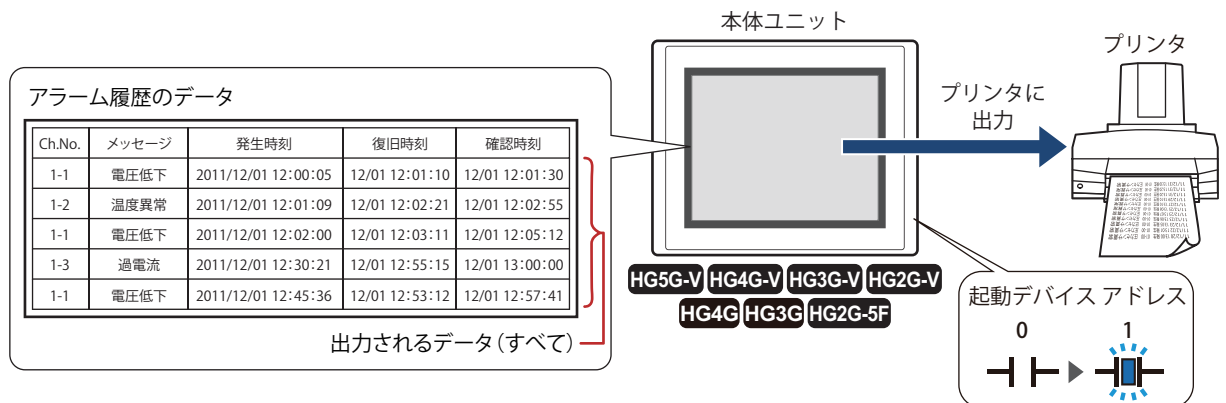 本体ユニット
プリンタ
アラーム履歴のデータ
Ch.No. メッセージ 発生時刻 復旧時刻 確認時刻
1-1 電圧低下 2011/12/01 12:00:05 12/01 12:01:10 12/01 12:01:30
1-2 温度異常 2011/12/01 12:01:09 12/01 12:02:21 12/01 12:02:55
1-1 電圧低下 2011/12/01 12:02:00 12/01 12:03:11 12/01 12:05:12
1-3 過電流 2011/12/01 12:30:21 12/01 12:55:15 12/01 13:00:00
1-1 電圧低下 2011/12/01 12:45:36 12/01 12:53:12 12/01 12:57:41
出力されるデータ(すべて)
プリンタに
出力
HG5G-V HG4G-V HG3G-V HG2G-V
HG4G HG3G HG2G-5F
起動デバイス アドレス
0 1